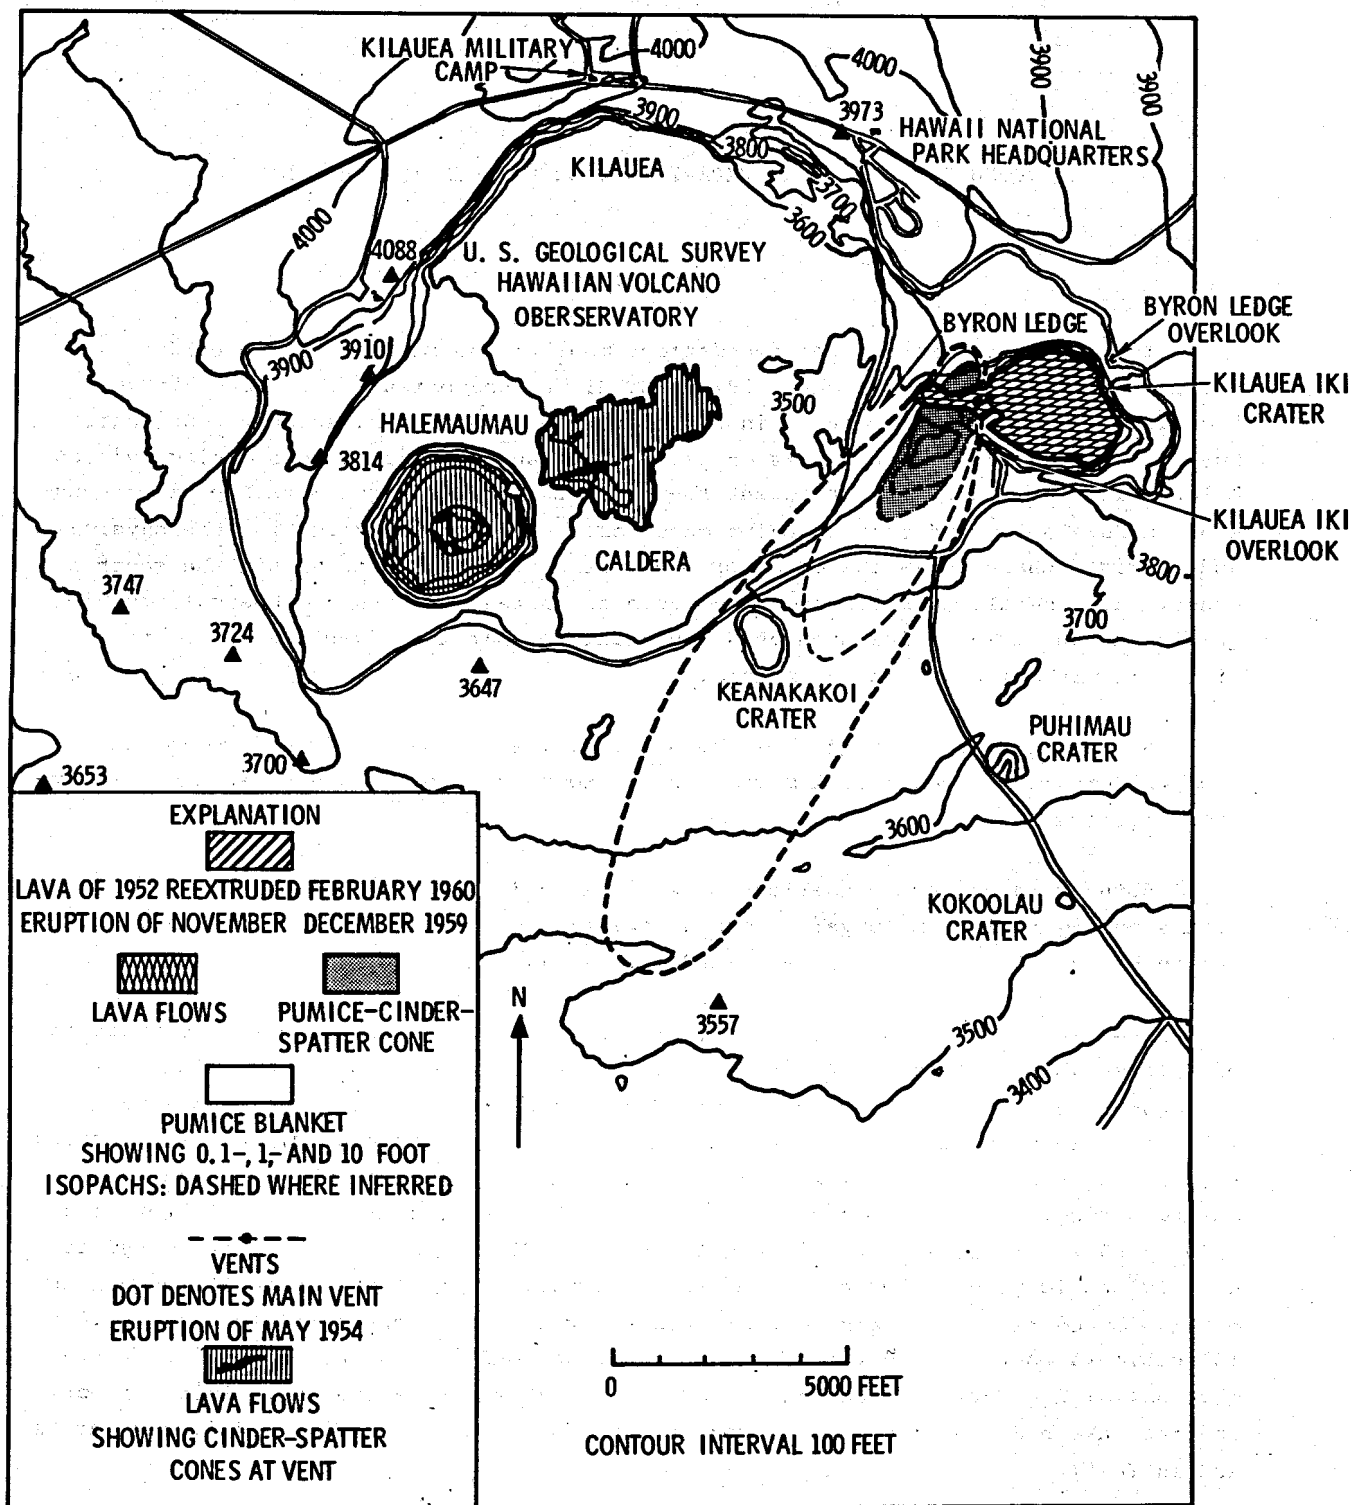 KILAUEA MILITARY
CAMP
4000
4000
3900
3900
3973
HAWAII NATIONAL
PARK HEADQUARTERS
3900
3800
3700
3600
KILAUEA
4000
4088
U. S. GEOLOGICAL SURVEY
HAWAIIAN VOLCANO
OBERSERVATORY
BYRON LEDGE
BYRON LEDGE
OVERLOOK
3910
3900
KILAUEA IKI
CRATER
3500
HALEMAUMAU
3814
KILAUEA IKI
OVERLOOK
CALDERA
3800
3747
3700
3724
3647
KEANAKAKOI
CRATER
PUHIMAU
CRATER
3700
3653
3600
KOKOOLAU
CRATER
3557
3500
3400
N
EXPLANATION
LAVA OF 1952 REEXTRUDED FEBRUARY 1960
ERUPTION OF NOVEMBER DECEMBER 1959
LAVA FLOWS
PUMICE-CINDER-
SPATTER CONE
PUMICE BLANKET
SHOWING 0.1-, 1,- AND 10 FOOT
ISOPACHS: DASHED WHERE INFERRED
VENTS
DOT DENOTES MAIN VENT
ERUPTION OF MAY 1954
LAVA FLOWS
SHOWING CINDER-SPATTER
CONES AT VENT
0 5000 FEET
CONTOUR INTERVAL 100 FEET